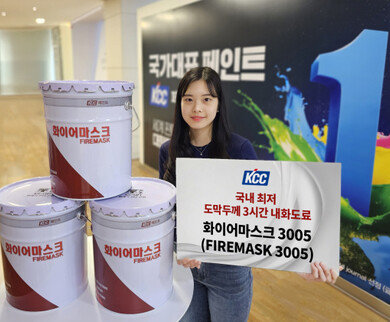 국가대표 페인트
KCC
1
KCC
화이어마스크
FIREMASK
KCC
국내 최저
도막두께 3시간 내화도료
화이어마스크 3005
(FIREMASK 3005)
화이어마스크
FIREMASK
화이어마스크
FIREMASK